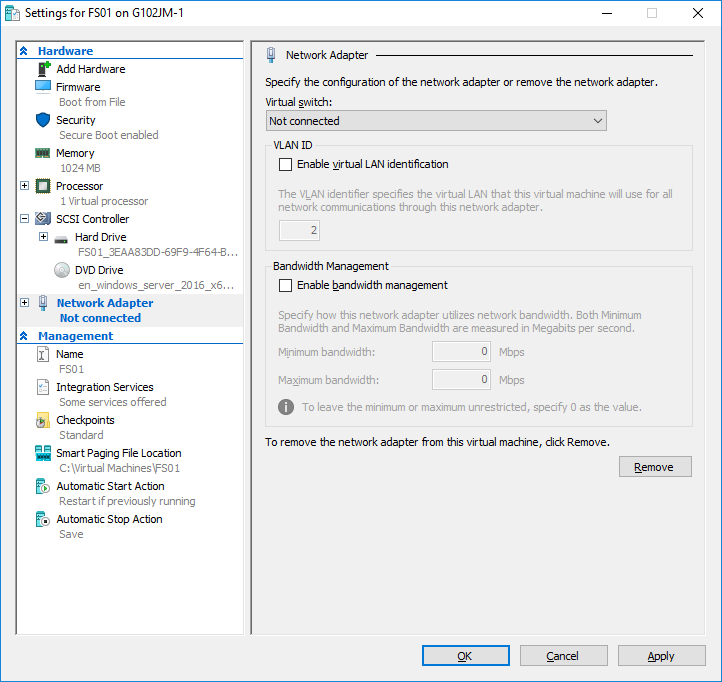 Settings for FS01 on G102JM-1
Hardware
Add Hardware
Firmware
Boot from File
Security
Secure Boot enabled
Memory
1024 MB
Processor
1 Virtual processor
SCSI Controller
Hard Drive
FS01_3EAA83DD-69F9-4F64-B...
DVD Drive
en_windows_server_2016_x6...
Network Adapter
Not connected
Management
Name
FS01
Integration Services
Some services offered
Checkpoints
Standard
Smart Paging File Location
C:\Virtual Machines\FS01
Automatic Start Action
Restart if previously running
Automatic Stop Action
Save
Network Adapter
Specify the configuration of the network adapter or remove the network adapter.
Virtual switch:
Not connected
VLAN ID
Enable virtual LAN identification
The VLAN identifier specifies the virtual LAN that this virtual machine will use for all
network communications through this network adapter.
2
Bandwidth Management
Enable bandwidth management
Specify how this network adapter utilizes network bandwidth. Both Minimum
Bandwidth and Maximum Bandwidth are measured in Megabits per second.
Minimum bandwidth: 0 Mbps
Maximum bandwidth: 0 Mbps
To leave the minimum or maximum unrestricted, specify 0 as the value.
To remove the network adapter from this virtual machine, click Remove.
Remove
OK Cancel Apply